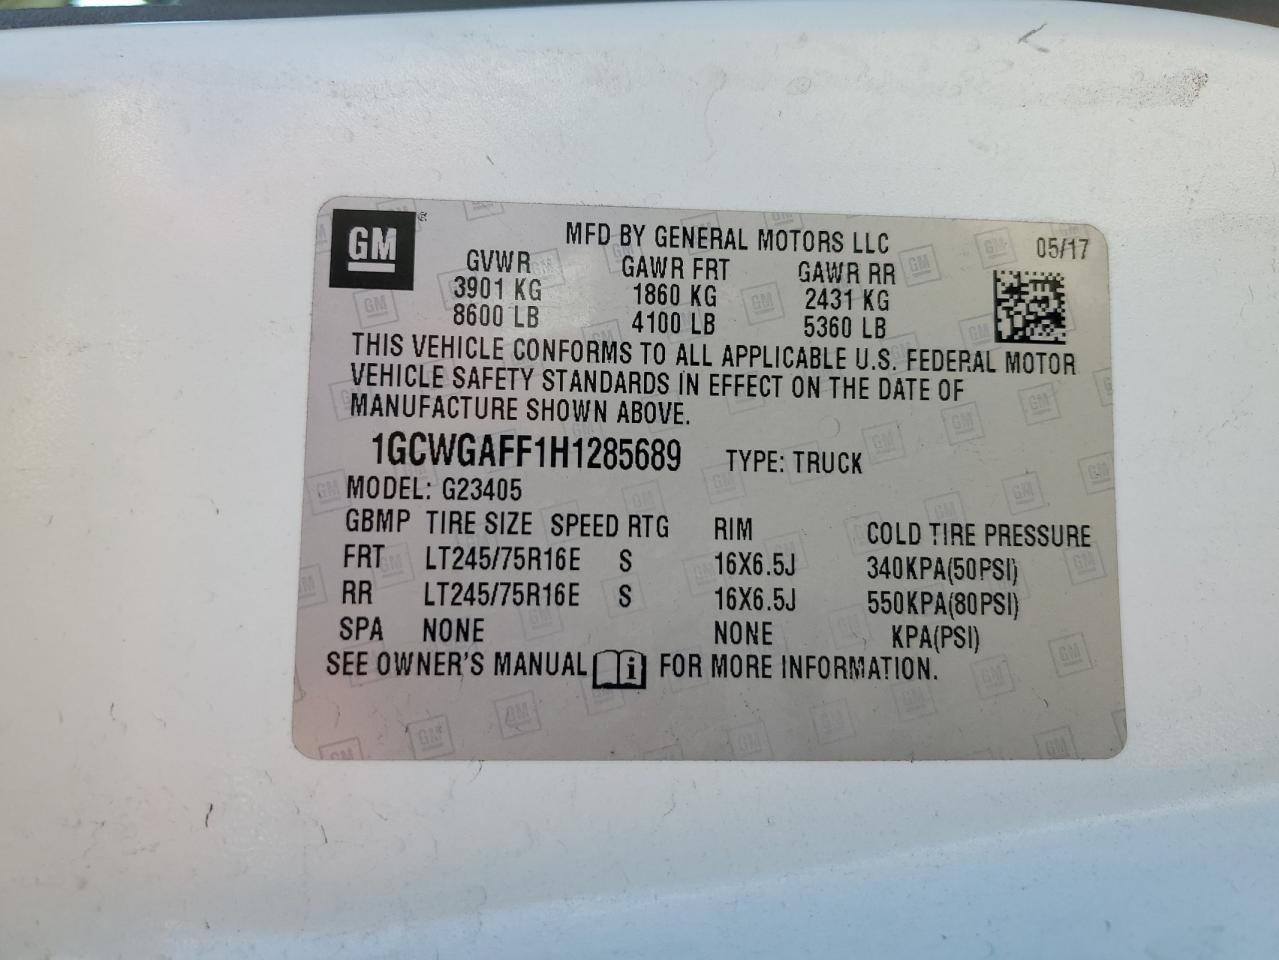 GM
MFD BY GENERAL MOTORS LLC 05/17
GVWR GAWR FRT GAWR RR
3901 KG 1860 KG 2431 KG
8600 LB 4100 LB 5360 LB
THIS VEHICLE CONFORMS TO ALL APPLICABLE U.S. FEDERAL MOTOR
VEHICLE SAFETY STANDARDS IN EFFECT ON THE DATE OF
MANUFACTURE SHOWN ABOVE.
1GCWGAFF1H1285689 TYPE: TRUCK
MODEL: G23405
GBMP TIRE SIZE SPEED RTG RIM COLD TIRE PRESSURE
FRT LT245/75R16E S 16X6.5J 340KPA(50PSI)
RR LT245/75R16E S 16X6.5J 550KPA(80PSI)
SPA NONE NONE KPA(PSI)
SEE OWNER'S MANUAL i FOR MORE INFORMATION.